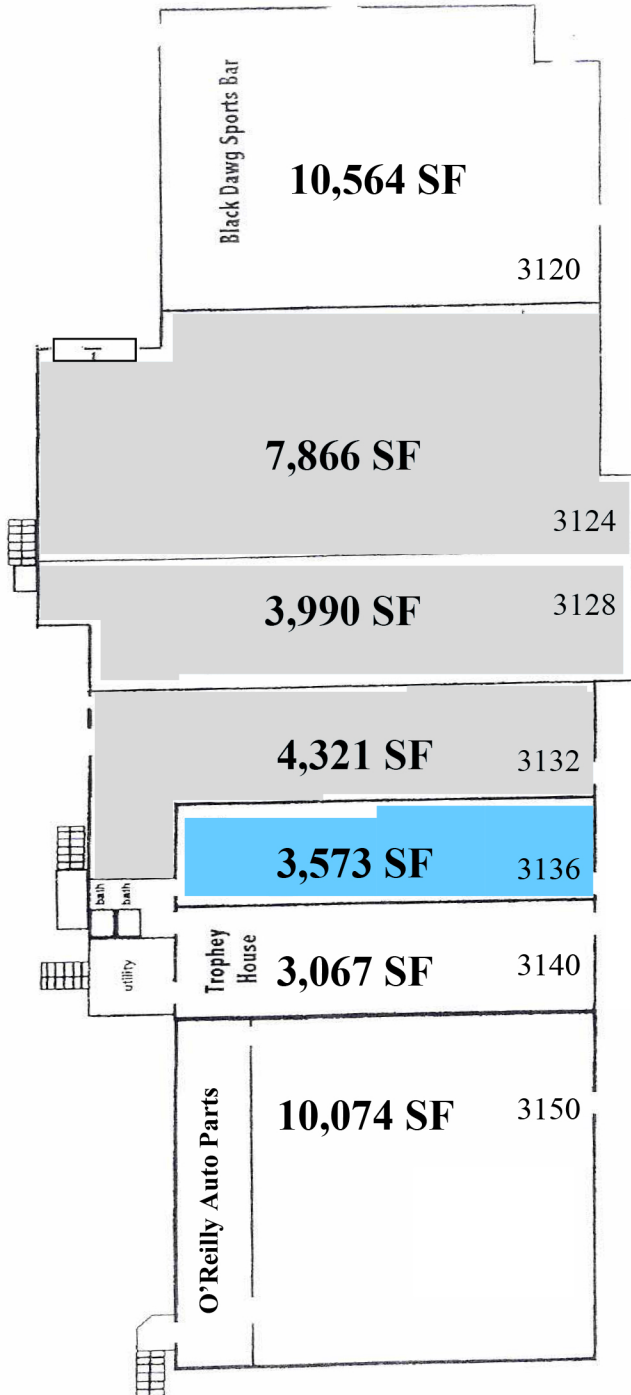 Black Dawg Sports Bar
10,564 SF
3120
7,866 SF
3124
3,990 SF
3128
4,321 SF
3132
3,573 SF
3136
bath
bath
utility
Trophey
House
3,067 SF
3140
O'Reilly Auto Parts
10,074 SF
3150